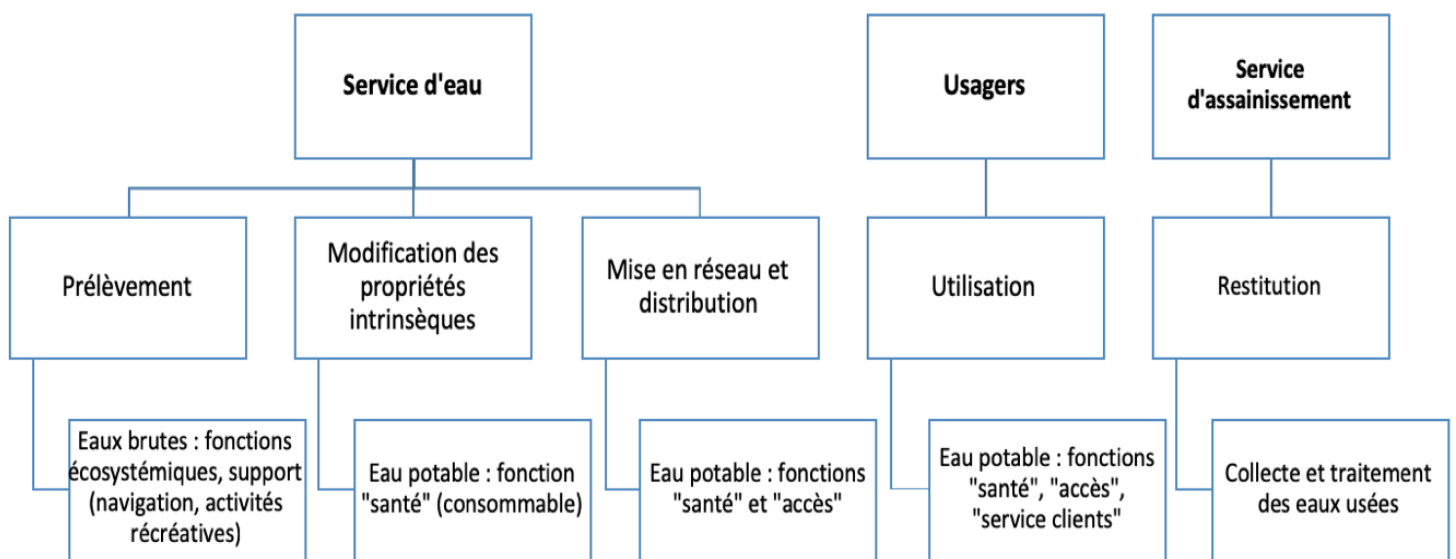 Service d'eau
Usagers
Service
d'assainissement
Prélèvement
Modification des
propriétés
intrinsèques
Mise en réseau et
distribution
Utilisation
Restitution
Eaux brutes : fonctions
écosystémiques, support
(navigation, activités
récréatives)
Eau potable : fonction
"santé" (consommable)
Eau potable : fonctions
"santé" et "accès"
Eau potable : fonctions
"santé", "accès",
"service clients"
Collecte et traitement
des eaux usées